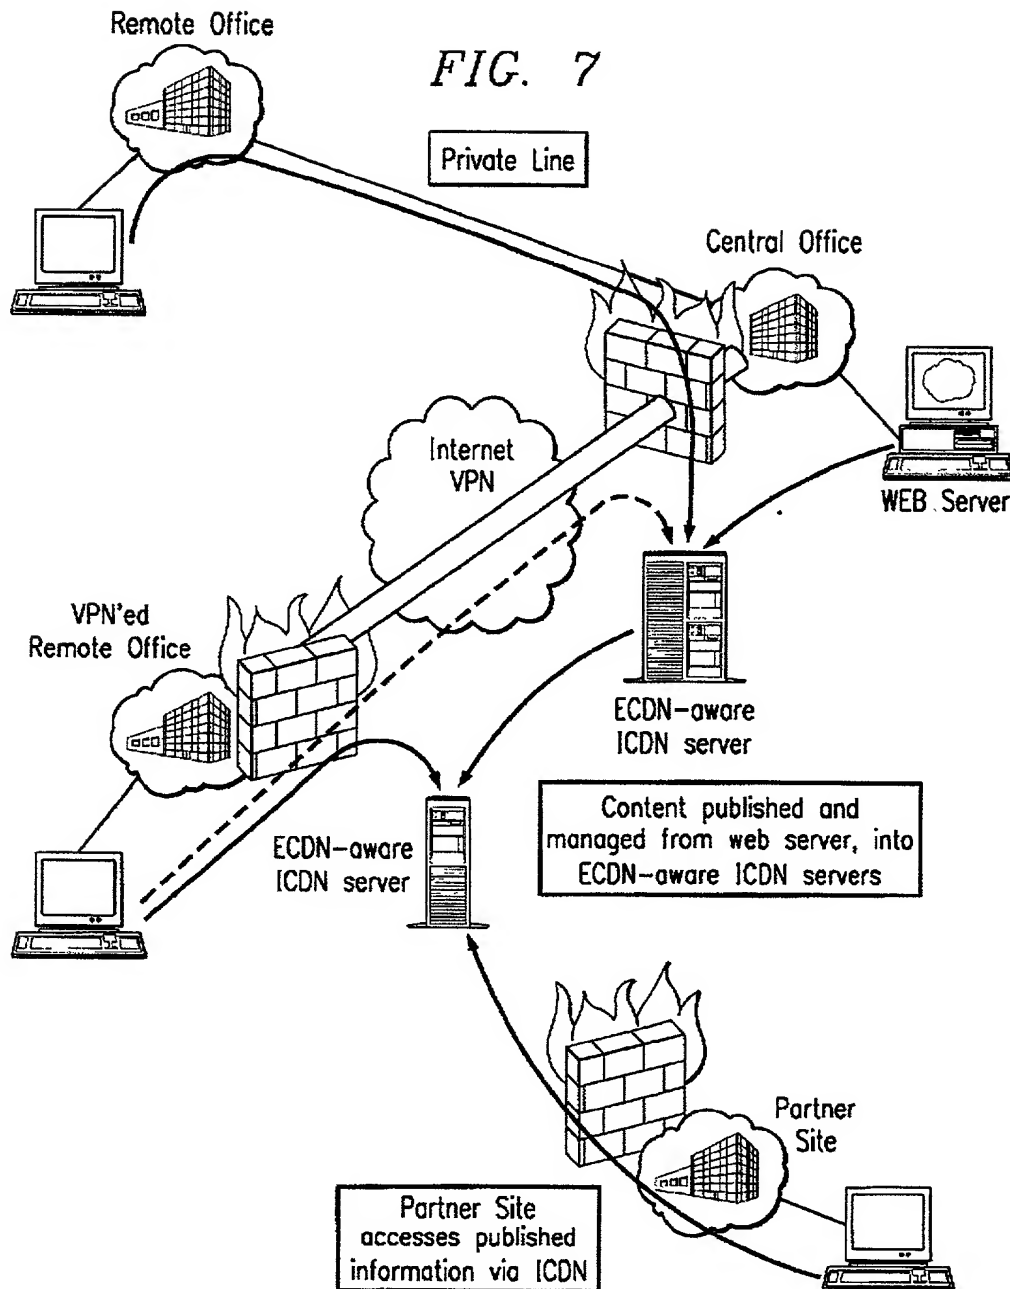 Remote Office
FIG. 7
Private Line
Central Office
Internet
VPN
WEB Server
VPN'ed
Remote Office
ECDN-aware
ICDN server
ECDN-aware
ICDN server
Content published and
managed from web server, into
ECDN-aware ICDN servers
Partner
Site
Partner Site
accesses published
information via ICDN